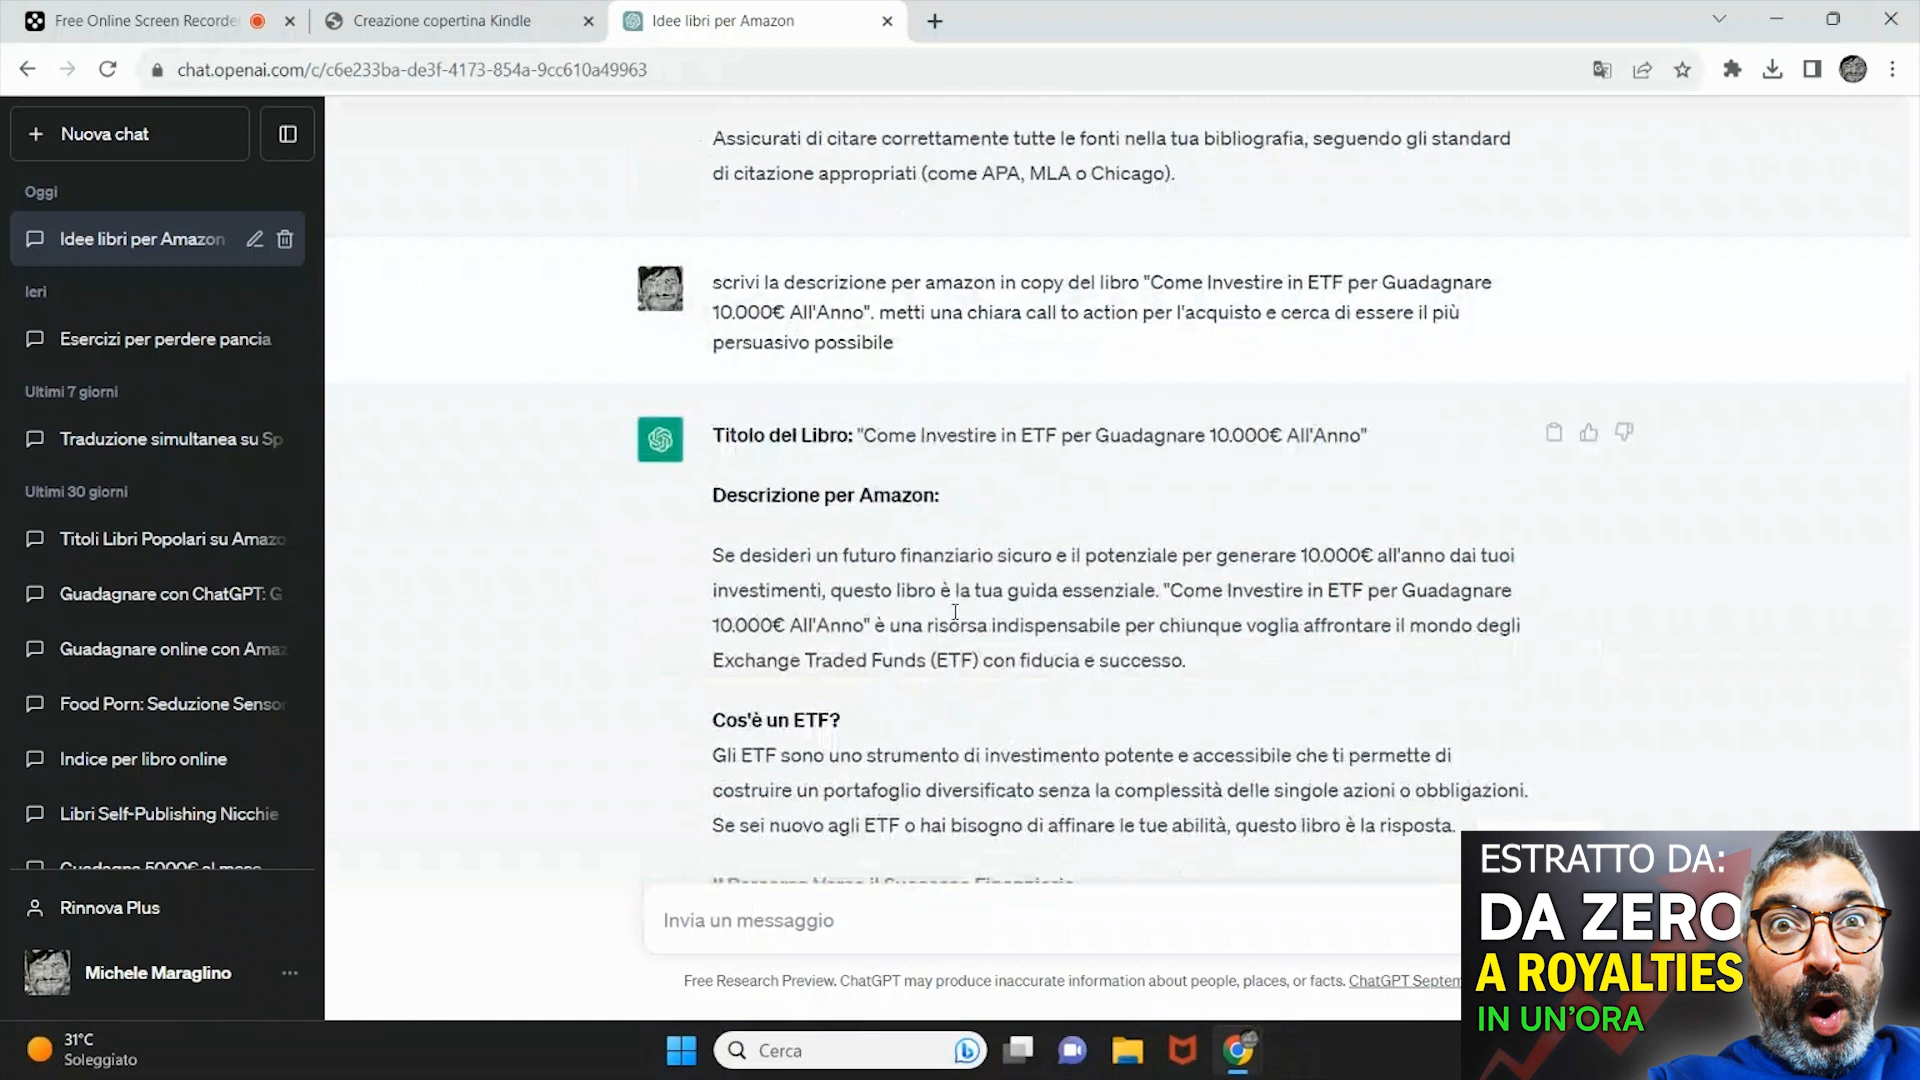 Free Online Screen Recorde
Creazione copertina Kindle
Idee libri per Amazon
chat.openai.com/c/c6e233ba-de3f-4173-854a-9cc610a49963
Nuova chat
Oggi
Idee libri per Amazon
Ieri
Esercizi per perdere pancia
Ultimi 7 giorni
Traduzione simultanea su Sp
Ultimi 30 giorni
Titoli Libri Popolari su Amazo
Guadagnare con ChatGPT: G
Guadagnare online con Amaz
Food Porn: Seduzione Sensor
Indice per libro online
Libri Self-Publishing Nicchie
Guadagna 5000€ al mese
Rinnova Plus
Michele Maraglino
Assicurati di citare correttamente tutte le fonti nella tua bibliografia, seguendo gli standard
di citazione appropriati (come APA, MLA o Chicago).
scrivi la descrizione per amazon in copy del libro "Come Investire in ETF per Guadagnare
10.000€ All'Anno". metti una chiara call to action per l'acquisto e cerca di essere il più
persuasivo possibile
Titolo del Libro: "Come Investire in ETF per Guadagnare 10.000€ All'Anno"
Descrizione per Amazon:
Se desideri un futuro finanziario sicuro e il potenziale per generare 10.000€ all'anno dai tuoi
investimenti, questo libro è la tua guida essenziale. "Come Investire in ETF per Guadagnare
10.000€ All'Anno" è una risorsa indispensabile per chiunque voglia affrontare il mondo degli
Exchange Traded Funds (ETF) con fiducia e successo.
Cos'è un ETF?
Gli ETF sono uno strumento di investimento potente e accessibile che ti permette di
costruire un portafoglio diversificato senza la complessità delle singole azioni o obbligazioni.
Se sei nuovo agli ETF o hai bisogno di affinare le tue abilità, questo libro è la risposta.
Il Percorso Verso il Successo Finanziario
Invia un messaggio
Free Research Preview. ChatGPT may produce inaccurate information about people, places, or facts. ChatGPT Septem
ESTRATTO DA:
DA ZERO
A ROYALTIES
IN UN'ORA
31°C
Soleggiato
Cerca